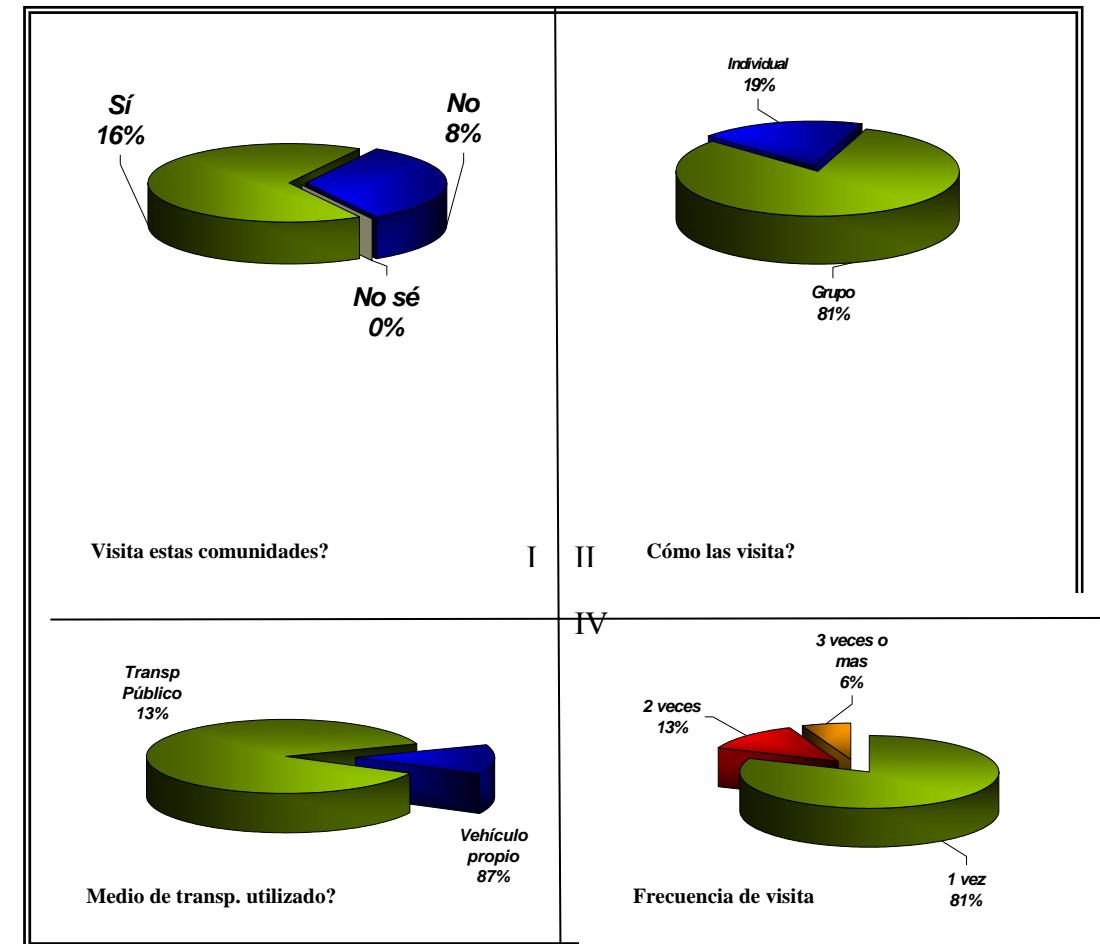 Sí
16%
No
8%
No sé
0%
Visita estas comunidades?
I
Individual
19%
Grupo
81%
II
Cómo las visita?
Transp
Público
13%
Vehículo
propio
87%
Medio de transp. utilizado?
IV
3 veces o
mas
6%
2 veces
13%
1 vez
81%
Frecuencia de visita